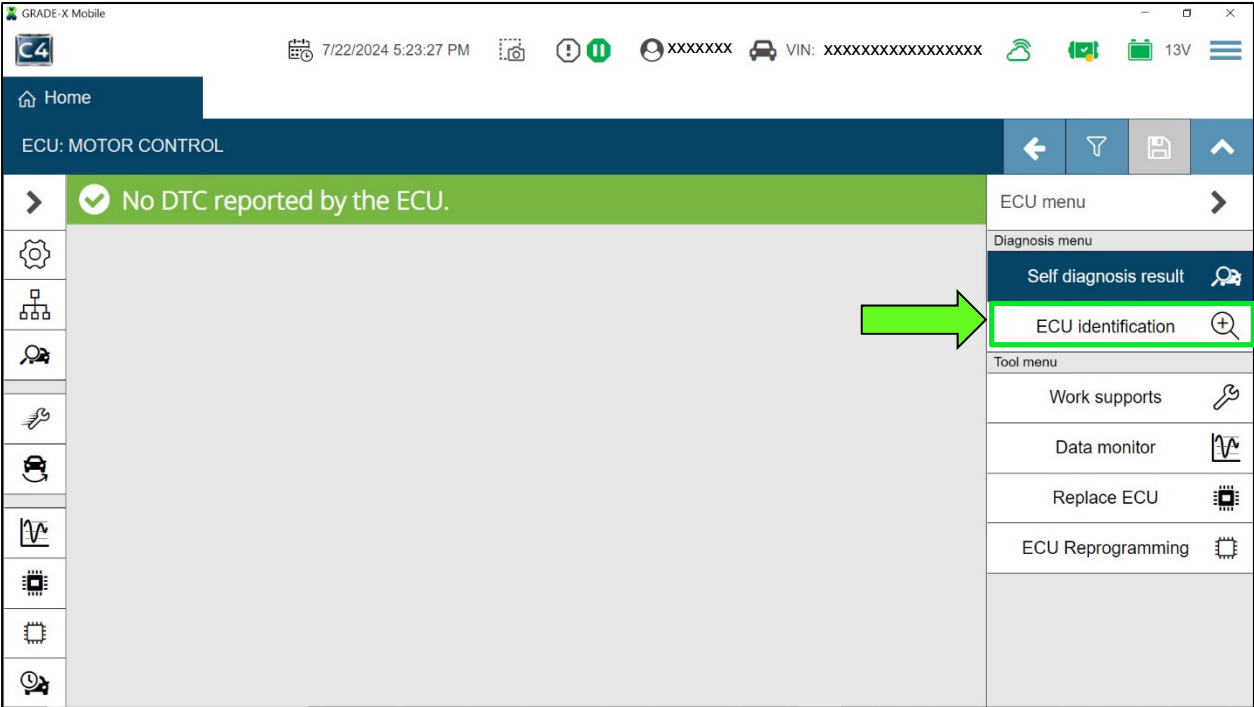 GRADE-X Mobile
C4
7/22/2024 5:23:27 PM
xxxxxxx
VIN: xxxxxxxxxxxxxxxxx
13V
Home
ECU: MOTOR CONTROL
No DTC reported by the ECU.
ECU menu
Diagnosis menu
Self diagnosis result
ECU identification
Tool menu
Work supports
Data monitor
Replace ECU
ECU Reprogramming